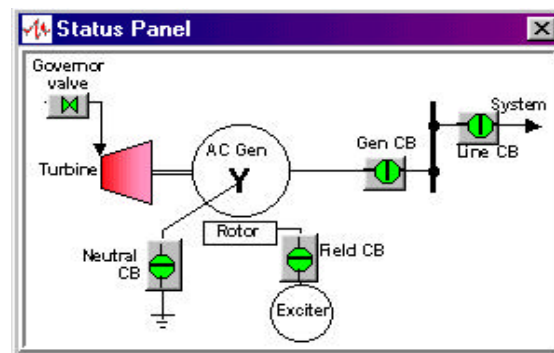 Status Panel
Governor
valve
System
AC Gen
Gen CB
Line CB
Turbine
Y
Rotor
Neutral
CB
Field CB
Exciter